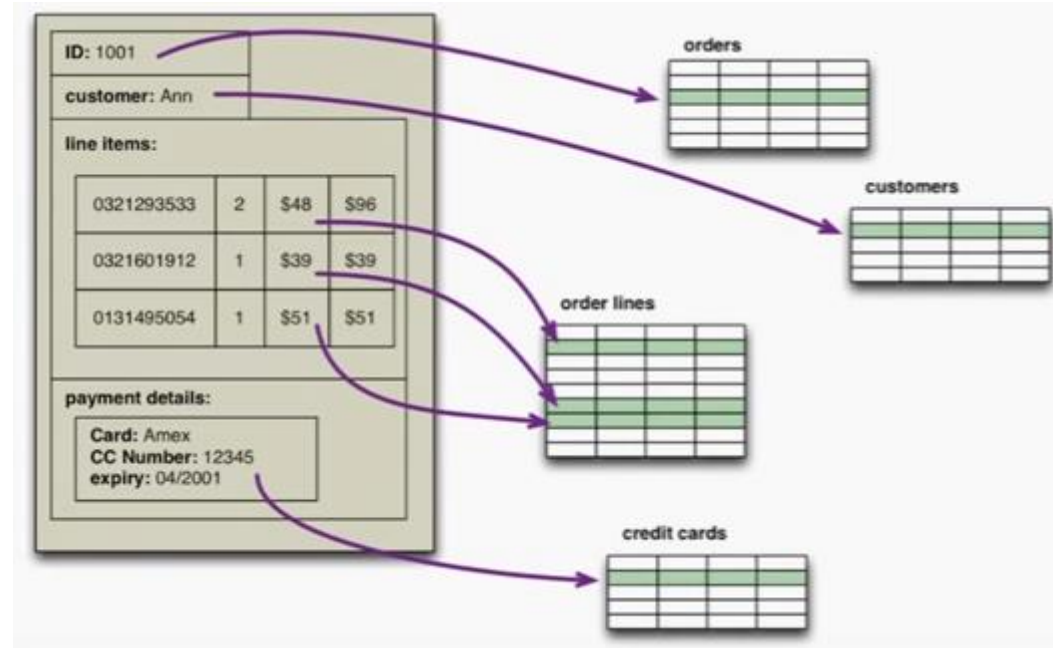 ID: 1001
customer: Ann
line items:
0321293533 2 $48 $96
0321601912 1 $39 $39
0131495054 1 $51 $51
payment details:
Card: Amex
CC Number: 12345
expiry: 04/2001
orders
customers
order lines
credit cards